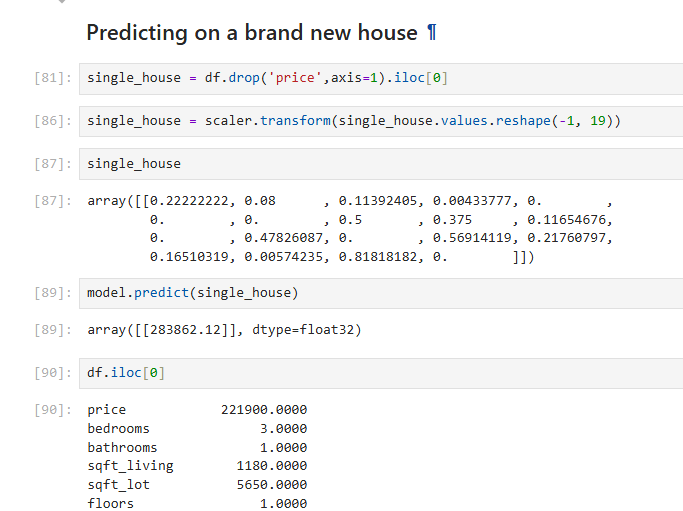 Predicting on a brand new house ¶
[81]: single_house = df.drop('price',axis=1).iloc[0]
[86]: single_house = scaler.transform(single_house.values.reshape(-1, 19))
[87]: single_house
[87]: array([[0.22222222, 0.08      , 0.11392405, 0.00433777, 0.        ,
0.        , 0.        , 0.5       , 0.375     , 0.11654676,
0.        , 0.47826087, 0.        , 0.56914119, 0.21760797,
0.16510319, 0.00574235, 0.81818182, 0.        ]])
[89]: model.predict(single_house)
[89]: array([[283862.12]], dtype=float32)
[90]: df.iloc[0]
[90]: price 221900.0000
bedrooms 3.0000
bathrooms 1.0000
sqft_living 1180.0000
sqft_lot 5650.0000
floors 1.0000